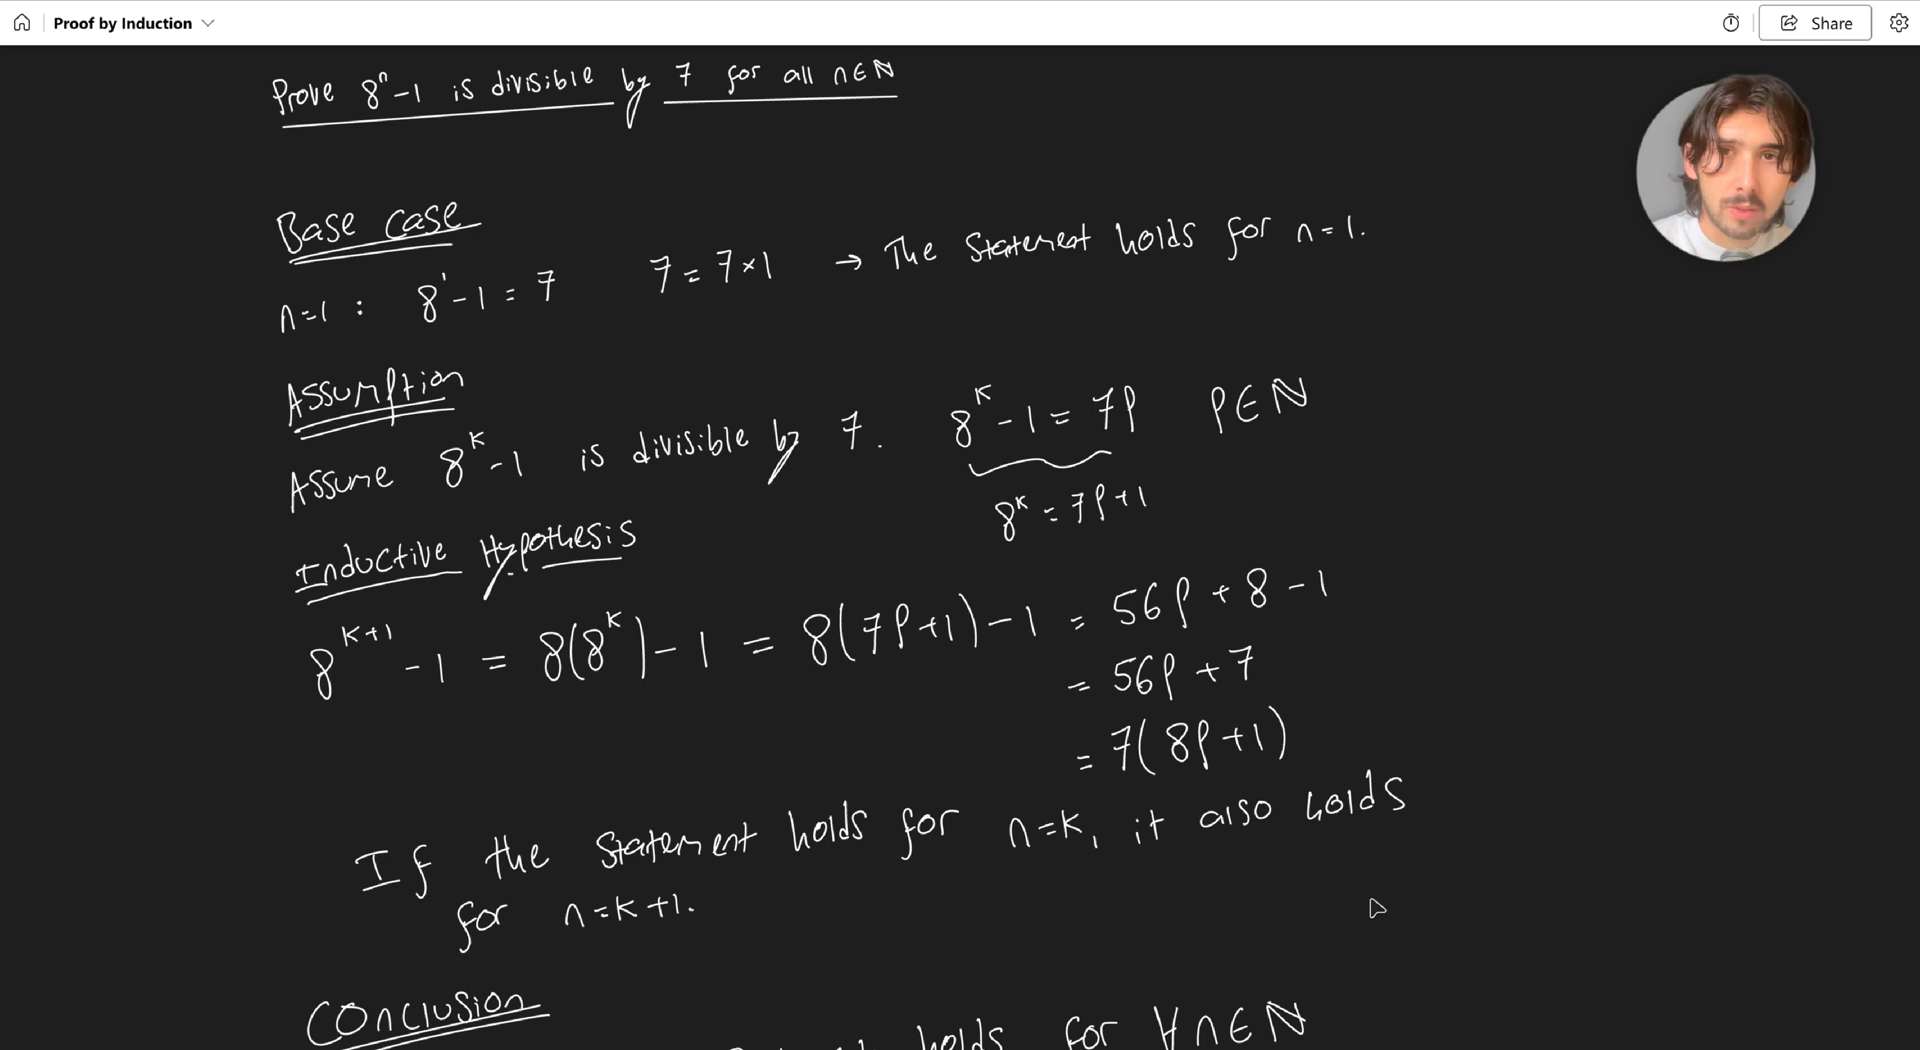 Proof by Induction
Share
Prove 8ⁿ-1 is divisible by 7 for all n∈ℕ
Base case
n=1 : 8¹-1=7 7=7×1 → The statement holds for n=1.
Assumption
Assume 8ᵏ-1 is divisible by 7. 8ᵏ-1=7p p∈ℕ
8ᵏ=7p+1
Inductive Hypothesis
8ᵏ⁺¹-1 = 8(8ᵏ)-1 = 8(7p+1)-1 = 56p+8-1
= 56p+7
= 7(8p+1)
If the statement holds for n=k, it also holds
for n=k+1.
Conclusion
holds for ∀n∈ℕ